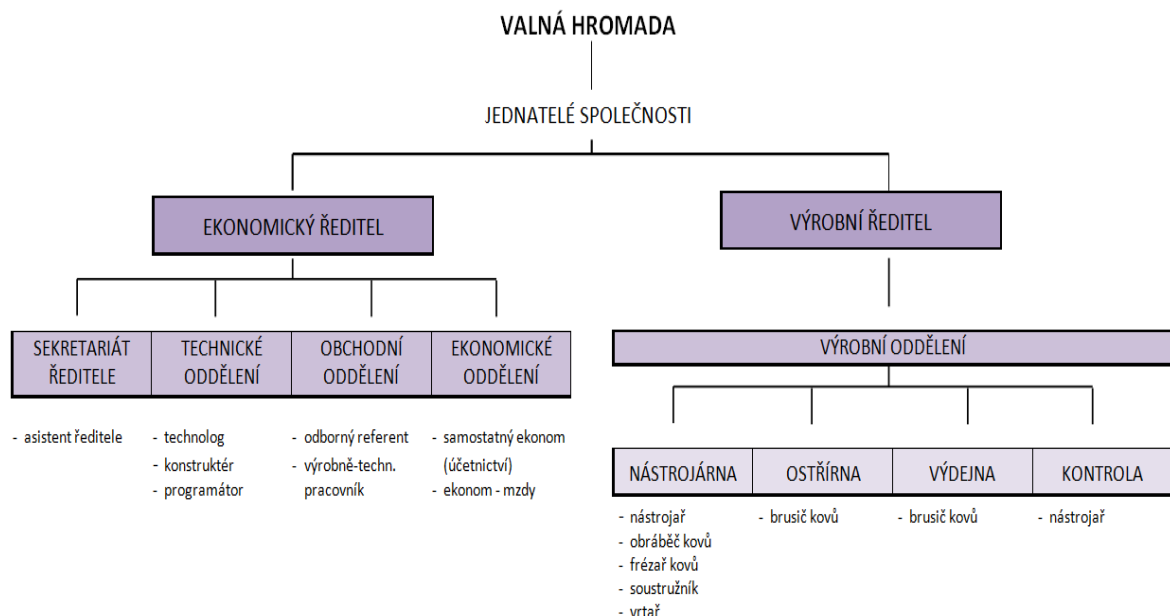 VALNÁ HROMADA
JEDNATELÉ SPOLEČNOSTI
EKONOMICKÝ ŘEDITEL
VÝROBNÍ ŘEDITEL
SEKRETARIÁT
ŘEDITELE
TECHNICKÉ
ODDĚLENÍ
OBCHODNÍ
ODDĚLENÍ
EKONOMICKÉ
ODDĚLENÍ
VÝROBNÍ ODDĚLENÍ
- asistent ředitele
- technolog
- konstruktér
- programátor
- odborný referent
- výrobně-techn.
pracovník
- samostatný ekonom
(účetnictví)
- ekonom - mzdy
NÁSTROJÁRNA
OSTŘÍRNA
VÝDEJNA
KONTROLA
- nástrojař
- obráběč kovů
- frézař kovů
- soustružník
- vrtař
- brusič kovů
- brusič kovů
- nástrojař